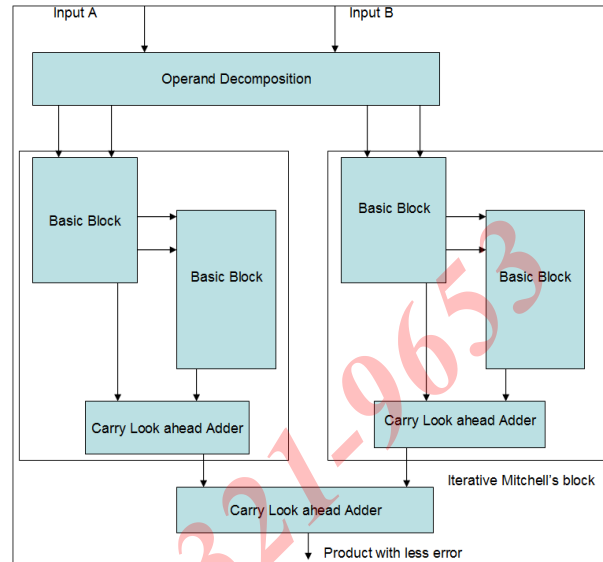 Input A
Input B
Operand Decomposition
Basic Block
Basic Block
Basic Block
Basic Block
Carry Look ahead Adder
Carry Look ahead Adder
Iterative Mitchell's block
Carry Look ahead Adder
Product with less error
321-9653